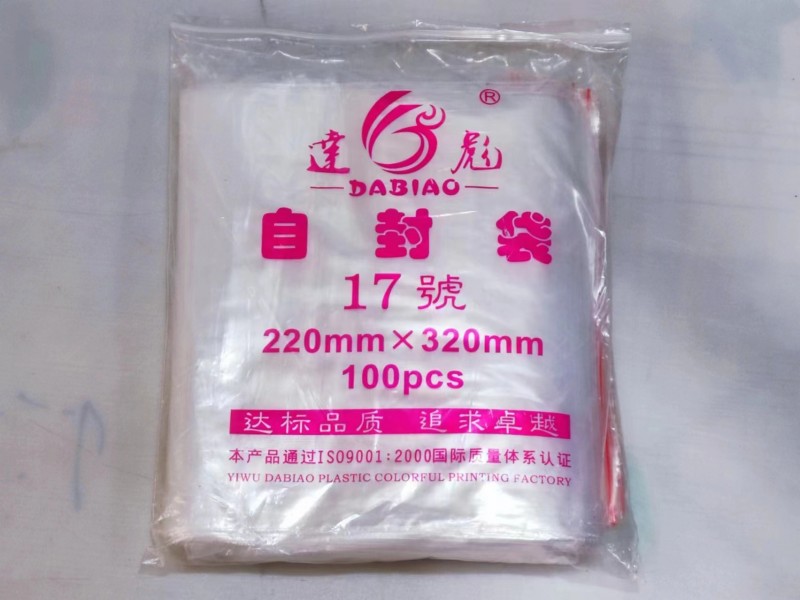 ®
達彪
DABIAO
自封袋
17號
220mm×320mm
100pcs
达标品质 追求卓越
本产品通过ISO9001:2000国际质量体系认证
YIWU DABIAO PLASTIC COLORFUL PRINTING FACTORY